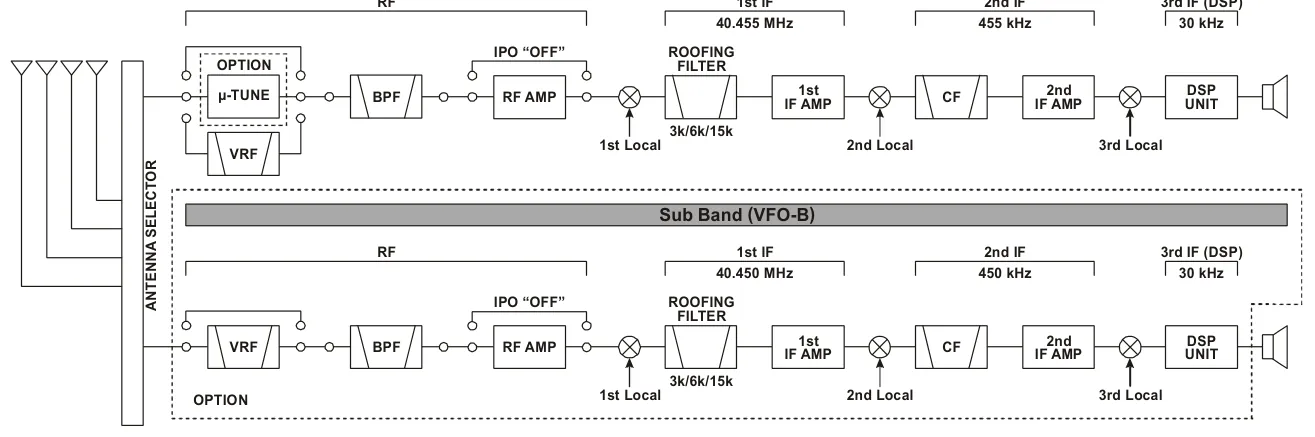 RF
1st IF
40.455 MHz
2nd IF
455 kHz
3rd IF (DSP)
30 kHz
IPO “OFF”
ROOFING
FILTER
OPTION
µ-TUNE
BPF
RF AMP
1st
IF AMP
CF
2nd
IF AMP
DSP
UNIT
3k/6k/15k
1st Local
2nd Local
3rd Local
VRF
ANTENNA SELECTOR
Sub Band (VFO-B)
RF
1st IF
40.450 MHz
2nd IF
450 kHz
3rd IF (DSP)
30 kHz
IPO “OFF”
ROOFING
FILTER
VRF
BPF
RF AMP
1st
IF AMP
CF
2nd
IF AMP
DSP
UNIT
3k/6k/15k
1st Local
2nd Local
3rd Local
OPTION